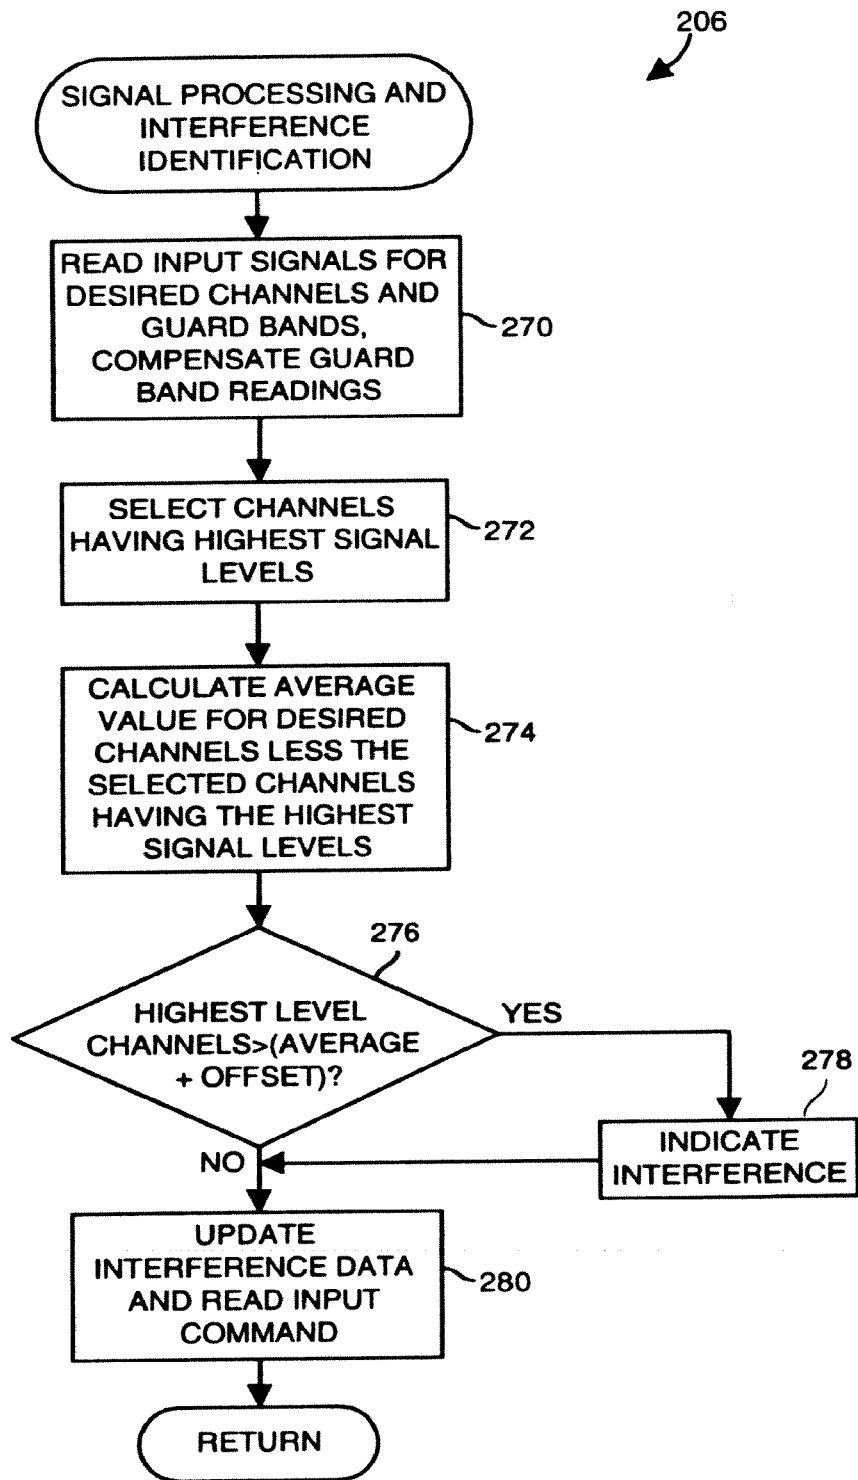 206
SIGNAL PROCESSING AND
INTERFERENCE
IDENTIFICATION
READ INPUT SIGNALS FOR
DESIRED CHANNELS AND
GUARD BANDS,
COMPENSATE GUARD
BAND READINGS
270
SELECT CHANNELS
HAVING HIGHEST SIGNAL
LEVELS
272
CALCULATE AVERAGE
VALUE FOR DESIRED
CHANNELS LESS THE
SELECTED CHANNELS
HAVING THE HIGHEST
SIGNAL LEVELS
274
276
HIGHEST LEVEL
CHANNELS>(AVERAGE
+ OFFSET)?
YES
278
INDICATE
INTERFERENCE
NO
UPDATE
INTERFERENCE DATA
AND READ INPUT
COMMAND
280
RETURN